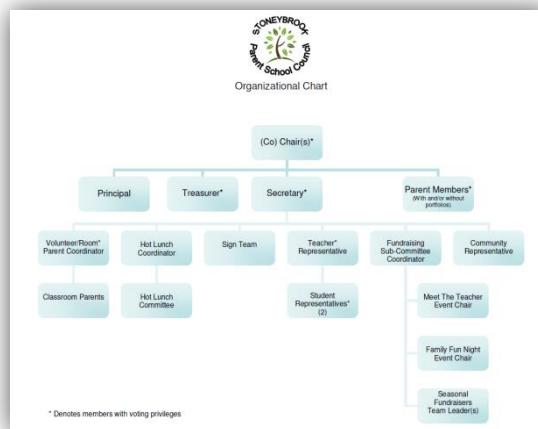 STONEYBROOK
Parent School Council
Organizational Chart
(Co) Chair(s)*
Principal
Treasurer*
Secretary*
Parent Members*
(With and/or without
portfolios)
Volunteer/Room*
Parent Coordinator
Hot Lunch
Coordinator
Sign Team
Teacher*
Representative
Fundraising
Sub-Committee
Coordinator
Community
Representative
Classroom Parents
Hot Lunch
Committee
Student
Representatives*
(2)
Meet The Teacher
Event Chair
Family Fun Night
Event Chair
Seasonal
Fundraisers
Team Leader(s)
* Denotes members with voting privileges